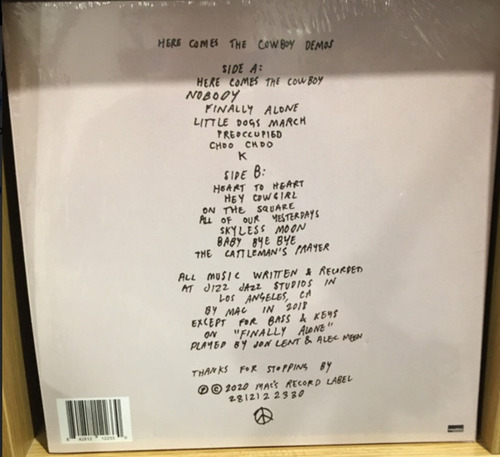 HERE COMES THE COWBOY DEMOS
SIDE A:
HERE COMES THE COWBOY
NOBODY
FINALLY ALONE
LITTLE DOGS MARCH
PREOCCUPIED
CHOO CHOO
K
SIDE B:
HEART TO HEART
HEY COWGIRL
ON THE SQUARE
ALL OF OUR YESTERDAYS
SKYLESS MOON
BABY BYE BYE
THE CATTLEMAN'S PRAYER
ALL MUSIC WRITTEN & RECORDED
AT JIZZ JAZZ STUDIOS IN
LOS ANGELES, CA
BY MAC IN 2018
EXCEPT FOR BASS & KEYS
ON "FINALLY ALONE"
PLAYED BY JON LENT & ALEC MEEN
THANKS FOR STOPPING BY
℗ © 2020 MAC'S RECORD LABEL
2812122330